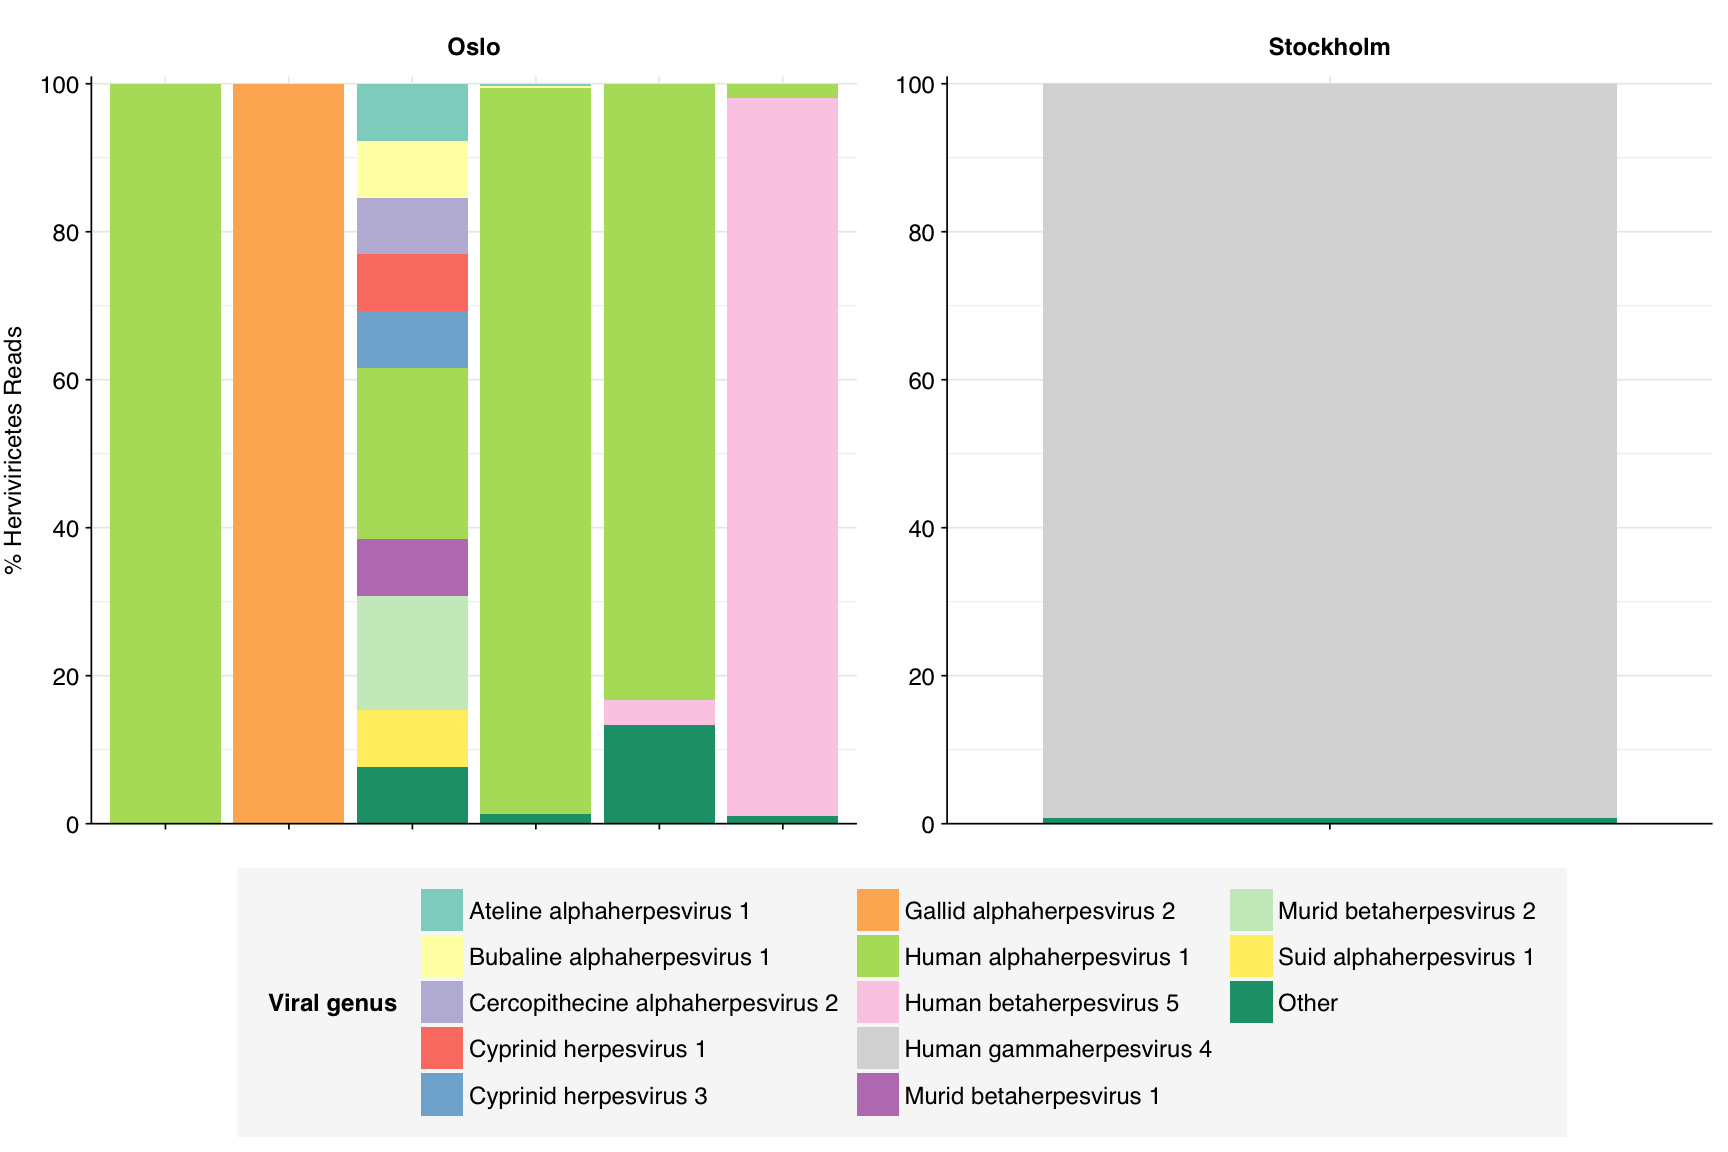 Oslo
Stockholm
% Herviviricetes Reads
100
80
60
40
20
0
100
80
60
40
20
0
Viral genus
Ateline alphaherpesvirus 1
Bubaline alphaherpesvirus 1
Cercopithecine alphaherpesvirus 2
Cyprinid herpesvirus 1
Cyprinid herpesvirus 3
Gallid alphaherpesvirus 2
Human alphaherpesvirus 1
Human betaherpesvirus 5
Human gammaherpesvirus 4
Murid betaherpesvirus 1
Murid betaherpesvirus 2
Suid alphaherpesvirus 1
Other